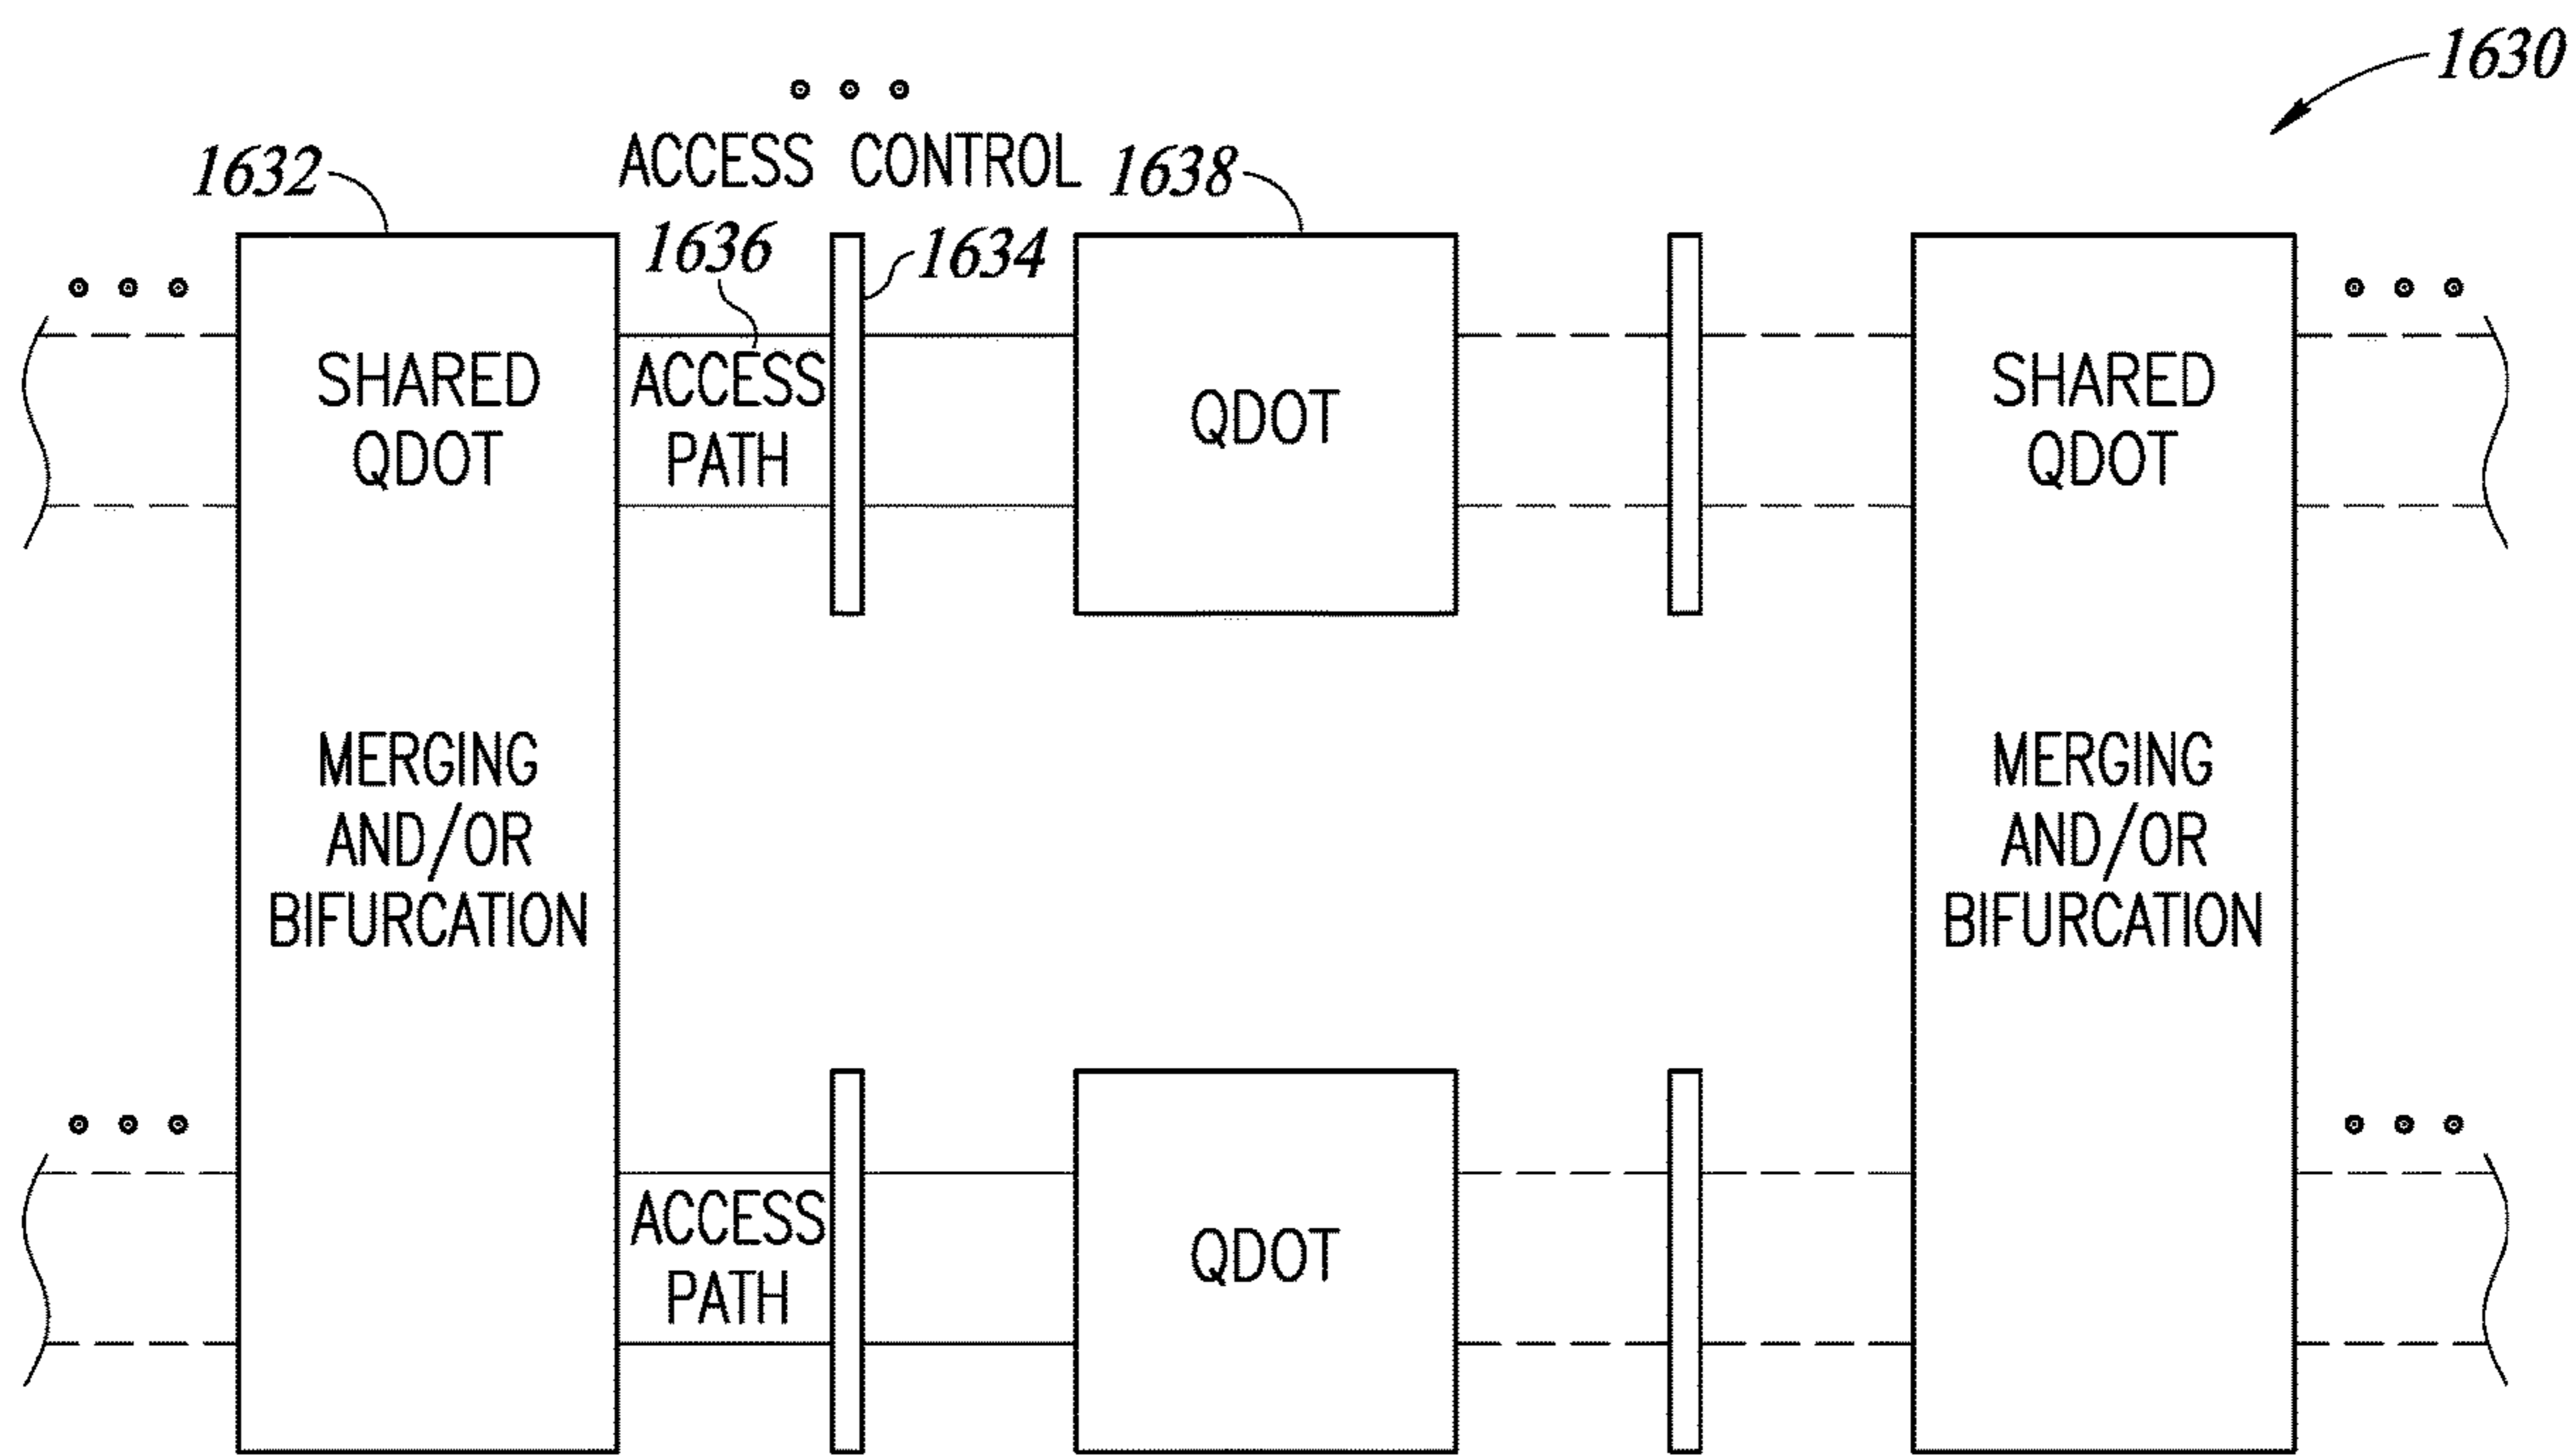 1630
ACCESS CONTROL
1632
1638
1636
1634
SHARED
QDOT
ACCESS
PATH
QDOT
SHARED
QDOT
MERGING
AND/OR
BIFURCATION
MERGING
AND/OR
BIFURCATION
ACCESS
PATH
QDOT